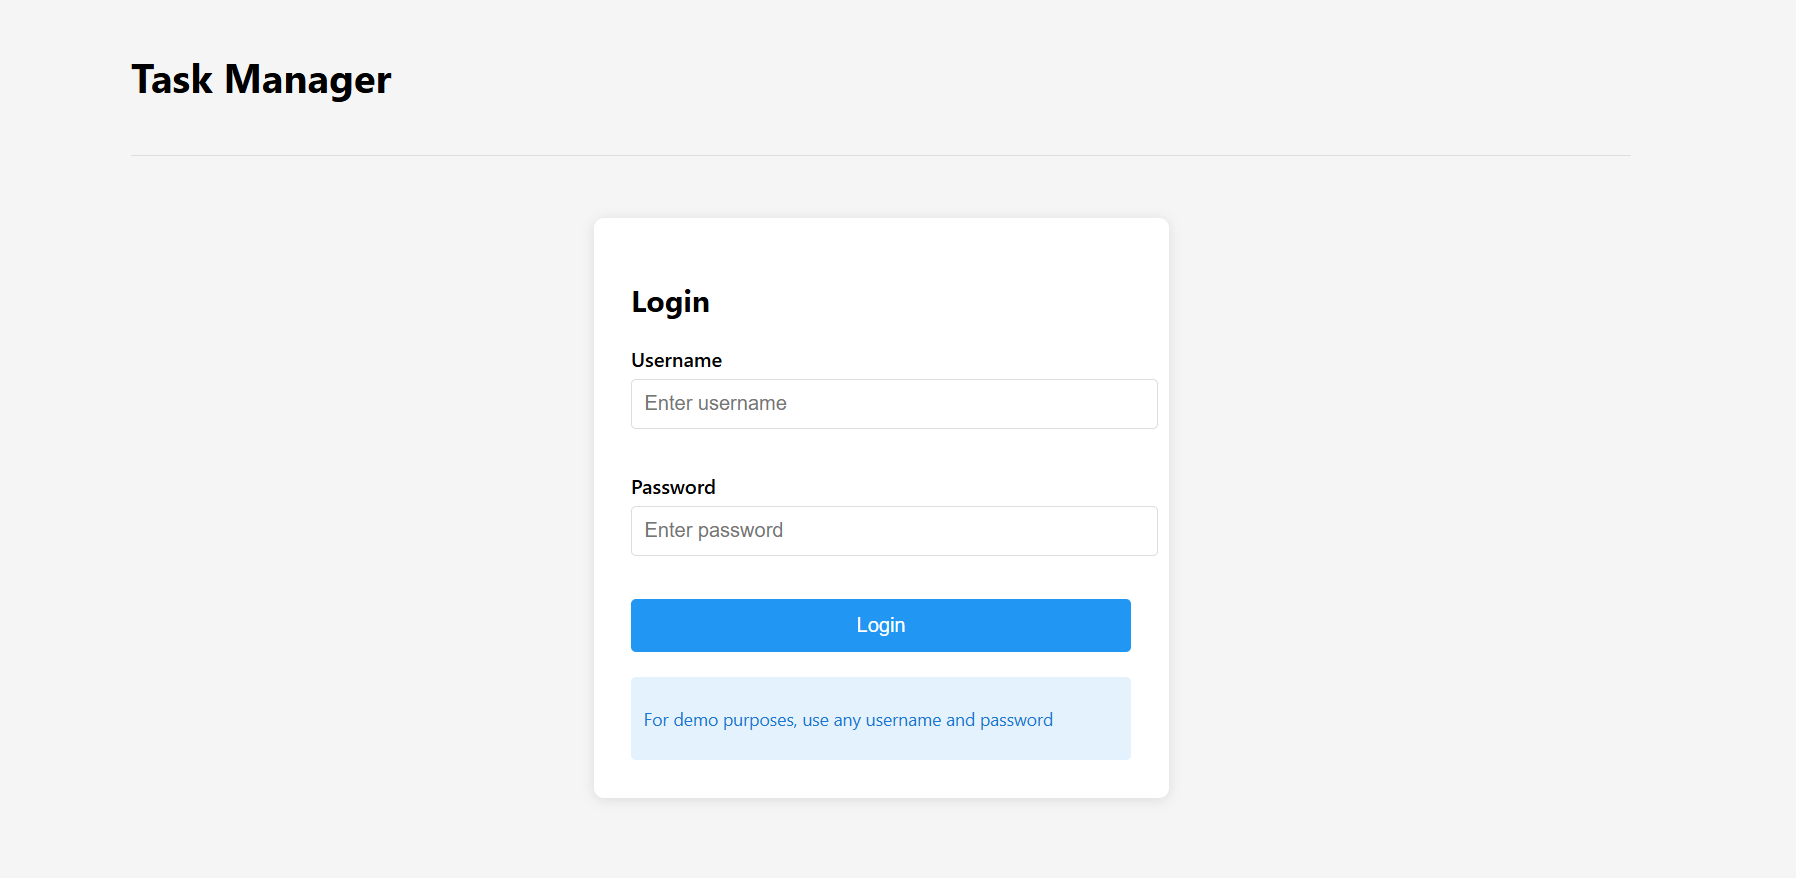 Task Manager
Login
Username
Enter username
Password
Enter password
Login
For demo purposes, use any username and password